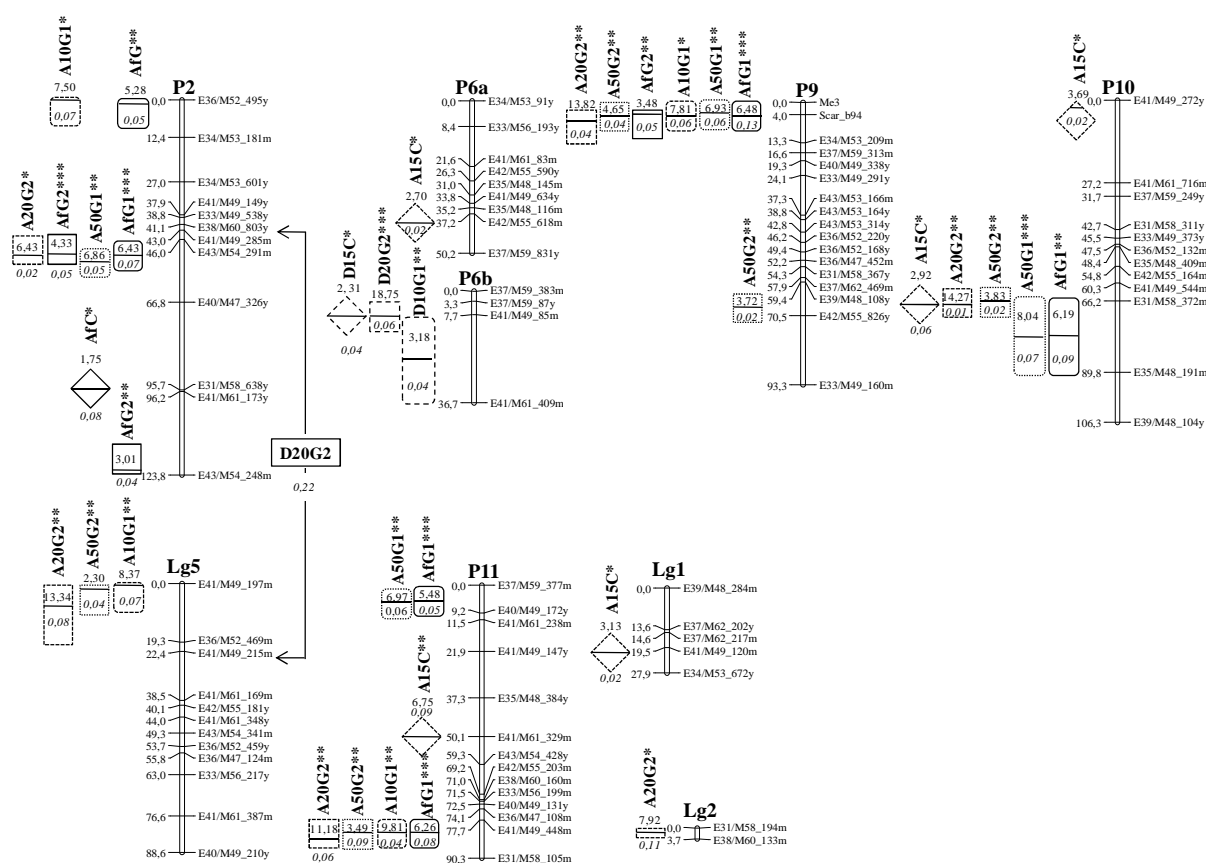 P2
A10G1*
7,50
0,07
AfG**
5,28
0,05
0,0 E36/M52_495y
12,4 E34/M53_181m
27,0 E34/M53_601y
37,9 E41/M49_149y
38,8 E33/M49_538y
41,1 E38/M60_803y
43,0 E41/M49_285m
46,0 E43/M54_291m
66,8 E40/M47_326y
95,7 E31/M58_638y
96,2 E41/M61_173y
123,8 E43/M54_248m
A20G2*
6,43
0,02
AfG2***
4,33
0,05
A50G1**
6,86
0,05
AfG1***
6,43
0,07
AfC*
1,75
0,08
AfG2**
3,01
0,04
D20G2
0,22
P6a
0,0 E34/M53_91y
8,4 E33/M56_193y
21,6 E41/M61_83m
26,3 E42/M55_590y
31,0 E35/M48_145m
33,8 E41/M49_634y
35,2 E35/M48_116m
37,2 E42/M55_618m
50,2 E37/M59_831y
A15C*
2,70
0,02
P6b
0,0 E37/M59_383m
3,3 E37/M59_87y
7,7 E41/M49_85m
36,7 E41/M61_409m
D15C*
2,31
0,04
D20G2***
18,75
0,06
D10G1***
3,18
0,04
P9
A20G2**
13,82
0,04
A50G2**
4,65
0,04
AfG2**
3,48
0,05
A10G1*
7,81
0,06
A50G1**
6,93
0,06
AfG1***
6,48
0,13
0,0 Me3
4,0 Scar_b94
13,3 E34/M53_209m
16,6 E37/M59_313m
19,3 E40/M49_338y
24,1 E33/M49_291y
37,3 E43/M53_166m
38,8 E43/M53_164y
42,8 E43/M53_314y
46,2 E36/M52_220y
49,4 E36/M52_168y
52,2 E36/M47_452m
54,3 E31/M58_367y
57,9 E37/M62_469m
59,4 E39/M48_108y
70,5 E42/M55_826y
93,3 E33/M49_160m
A50G2**
3,72
0,02
P10
A15C*
3,69
0,02
0,0 E41/M49_272y
27,2 E41/M61_716m
31,7 E37/M59_249y
42,7 E31/M58_311y
45,5 E33/M49_373y
47,5 E36/M52_132m
48,4 E35/M48_409m
54,8 E42/M55_164m
60,3 E41/M49_544m
66,2 E31/M58_372m
89,8 E35/M48_191m
106,3 E39/M48_104y
A15C*
2,92
0,06
A20G2**
14,27
0,01
A50G2**
3,83
0,02
A50G1***
8,04
0,07
AfG1**
6,19
0,09
Lg5
A20G2**
13,34
0,08
A50G2**
2,30
0,04
A10G1**
8,37
0,07
0,0 E41/M49_197m
19,3 E36/M52_469m
22,4 E41/M49_215m
38,5 E41/M61_169m
40,1 E42/M55_181y
44,0 E41/M61_348y
49,3 E43/M54_341m
53,7 E36/M52_459y
55,8 E36/M47_124m
63,0 E33/M56_217y
76,6 E41/M61_387m
88,6 E40/M49_210y
P11
A50G1**
6,97
0,06
AfG1***
5,48
0,05
0,0 E37/M59_377m
9,2 E40/M49_172y
11,5 E41/M61_238m
21,9 E41/M49_147y
37,3 E35/M48_384y
50,1 E41/M61_329m
59,3 E43/M54_428y
69,2 E42/M55_203m
71,0 E38/M60_160m
71,5 E33/M56_199m
72,5 E40/M49_131y
74,1 E36/M47_108m
77,7 E41/M49_448m
90,3 E31/M58_105m
A15C**
6,75
0,09
A20G2**
11,18
0,06
A50G2**
3,49
0,09
A10G1**
9,81
0,04
AfG1***
6,26
0,08
Lg1
0,0 E39/M48_284m
13,6 E37/M62_202y
14,6 E37/M62_217m
19,5 E41/M49_120m
27,9 E34/M53_672y
A15C*
3,13
0,02
Lg2
A20G2*
7,92
0,11
0,0 E31/M58_194m
3,7 E38/M60_133m